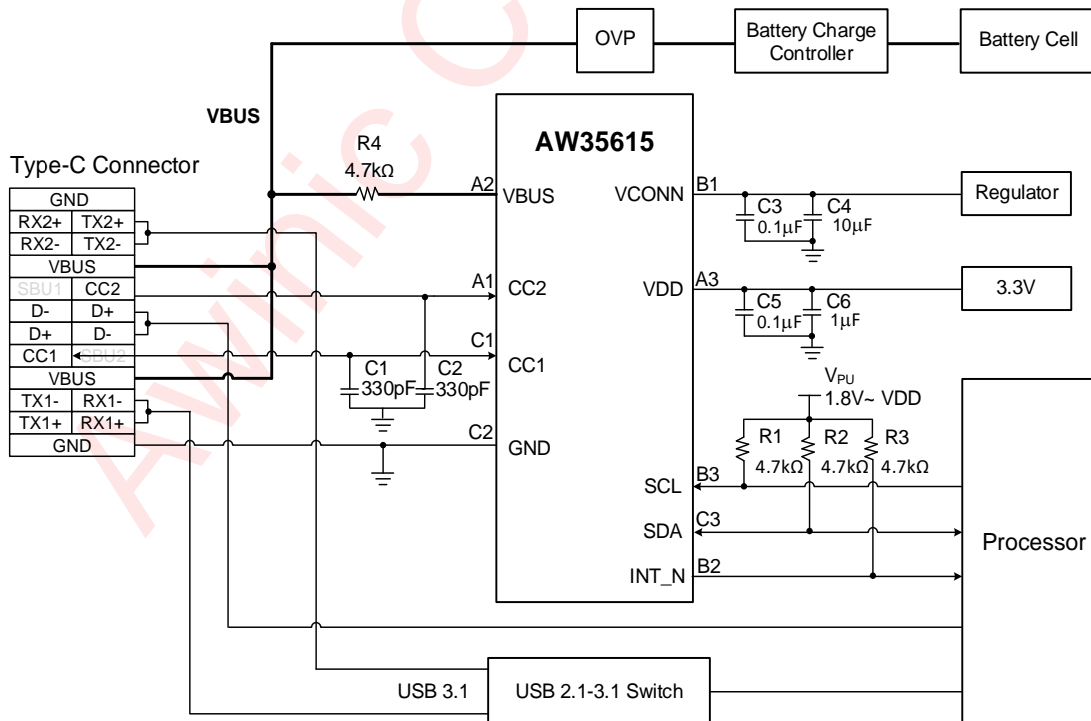 OVP
Battery Charge
Controller
Battery Cell
VBUS
AW35615
Type-C Connector
R4
4.7kΩ
A2
VBUS
VCONN
B1
Regulator
C3
0.1µF
C4
10µF
GND
RX2+ TX2+
RX2- TX2-
VBUS
SBU1 CC2
D- D+
D+ D-
CC1 SBU2
VBUS
TX1- RX1-
TX1+ RX1+
GND
A1
CC2
VDD
A3
3.3V
C5
0.1µF
C6
1µF
C1
CC1
C1
330pF
C2
330pF
C2
GND
VPU
1.8V~ VDD
R1
4.7kΩ
R2
4.7kΩ
R3
4.7kΩ
SCL
B3
SDA
C3
INT_N
B2
Processor
USB 3.1
USB 2.1-3.1 Switch
Awinic C